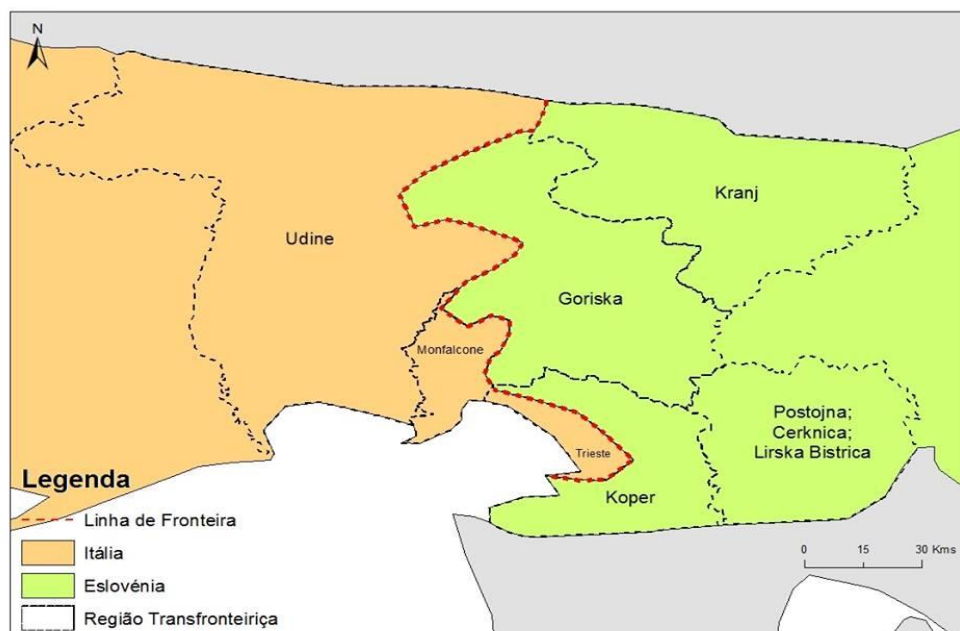 N
Kranj
Udine
Goriska
Monfalcone
Postojna;
Cerknica;
Lirska Bistrica
Trieste
Koper
Legenda
Linha de Fronteira
Itália
Eslovénia
Região Transfronteiriça
0 15 30 Kms